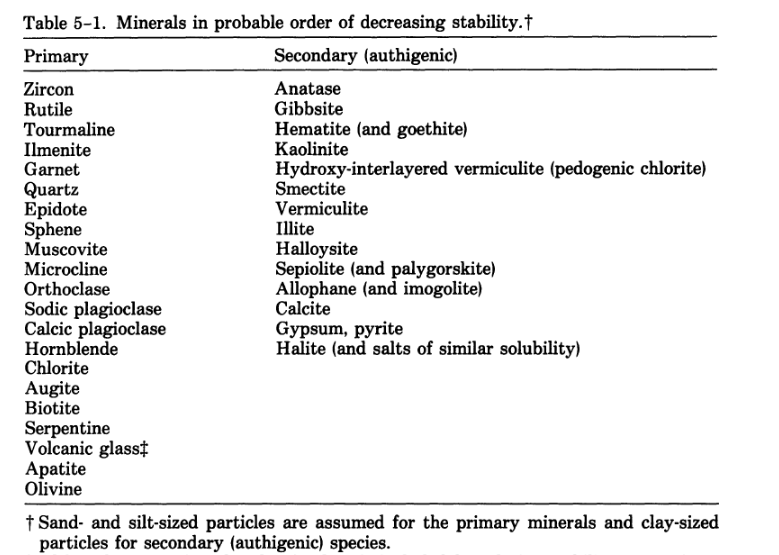 Table 5-1. Minerals in probable order of decreasing stability.†
Primary Secondary (authigenic)
Zircon Anatase
Rutile Gibbsite
Tourmaline Hematite (and goethite)
Ilmenite Kaolinite
Garnet Hydroxy-interlayered vermiculite (pedogenic chlorite)
Quartz Smectite
Epidote Vermiculite
Sphene Illite
Muscovite Halloysite
Microcline Sepiolite (and palygorskite)
Orthoclase Allophane (and imogolite)
Sodic plagioclase Calcite
Calcic plagioclase Gypsum, pyrite
Hornblende Halite (and salts of similar solubility)
Chlorite
Augite
Biotite
Serpentine
Volcanic glass‡
Apatite
Olivine
† Sand- and silt-sized particles are assumed for the primary minerals and clay-sized
particles for secondary (authigenic) species.